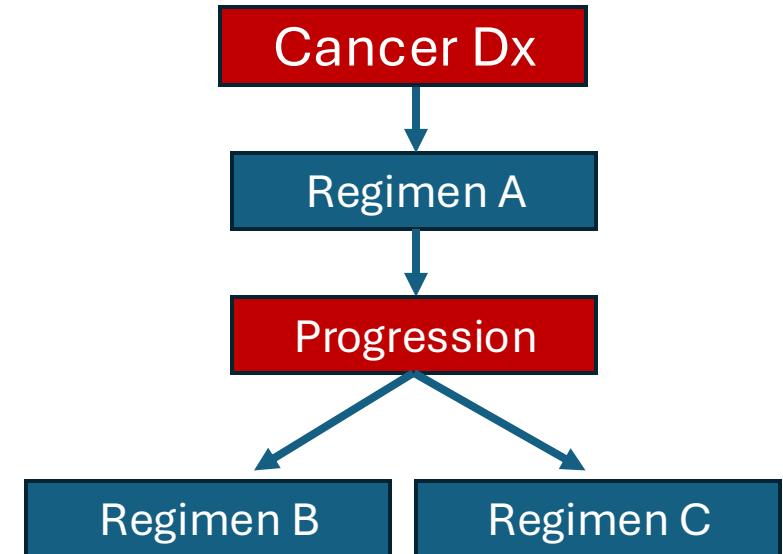 Cancer Dx
Regimen A
Progression
Regimen B
Regimen C